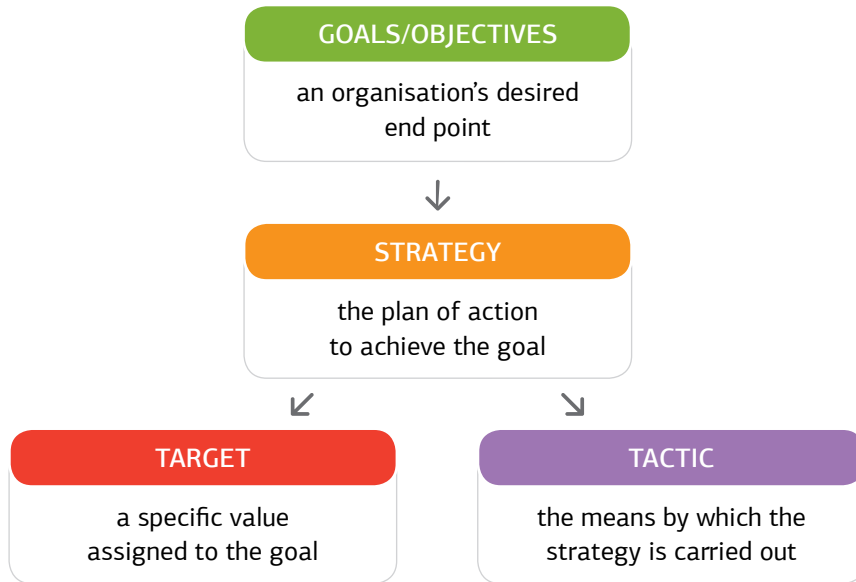 GOALS/OBJECTIVES
an organisation’s desired
end point
STRATEGY
the plan of action
to achieve the goal
TARGET
a specific value
assigned to the goal
TACTIC
the means by which the
strategy is carried out